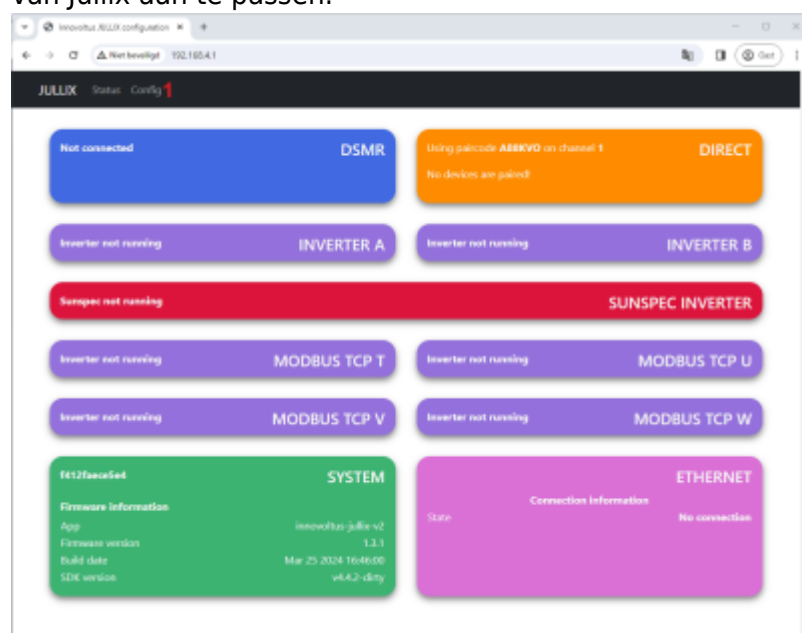 van Jullix aan te passen.
Innovoltus JULLIX configuration
Niet beveiligd 192.168.4.1
JULLIX Status Config 1
Not connected DSMR
Using paircode A88KVO on channel 1 DIRECT
No devices are paired!
Inverter not running INVERTER A
Inverter not running INVERTER B
Sunspec not running SUNSPEC INVERTER
Inverter not running MODBUS TCP T
Inverter not running MODBUS TCP U
Inverter not running MODBUS TCP V
Inverter not running MODBUS TCP W
f412faece5e4 SYSTEM
Firmware information
App innovoltus-jullix-v2
Firmware version 1.3.1
Build date Mar 25 2024 16:46:00
SDK version v4.4.2-dirty
ETHERNET
Connection Information
State No connection